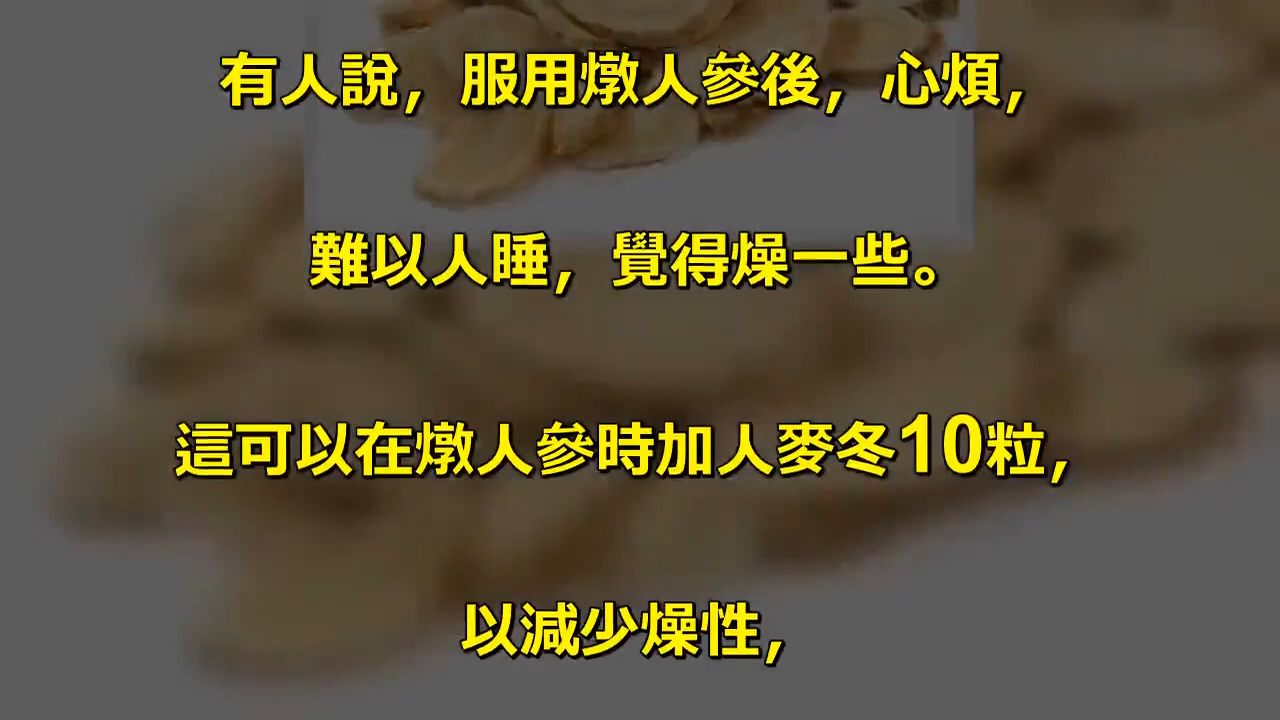 有人說，服用燉人參後，心煩，
難以人睡，覺得燥一些。
這可以在燉人參時加人麥冬10粒，
以減少燥性，